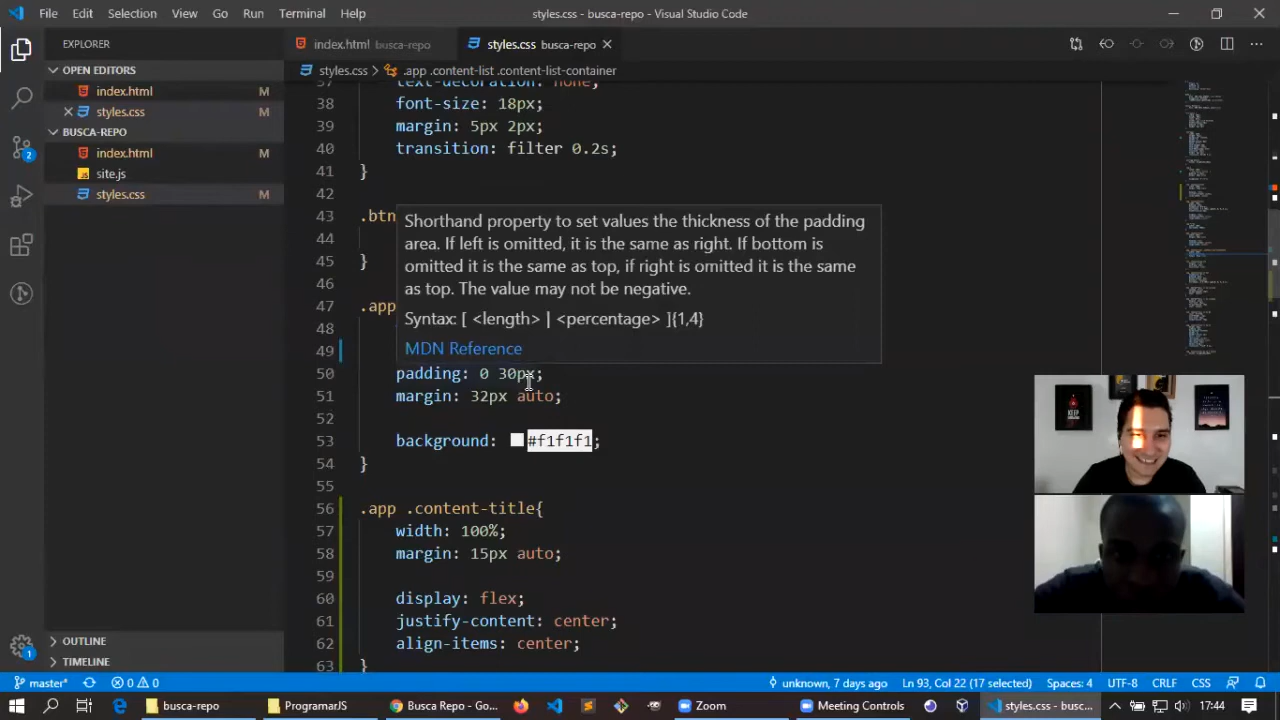 File Edit Selection View Go Run Terminal Help styles.css - busca-repo - Visual Studio Code
EXPLORER
index.html busca-repo
styles.css busca-repo
OPEN EDITORS
index.html M
styles.css M
BUSCA-REPO
index.html M
site.js
styles.css M
2
1
OUTLINE
TIMELINE
styles.css > .app .content-list .content-list-container
37 text-decoration: none;
38 font-size: 18px;
39 margin: 5px 2px;
40 transition: filter 0.2s;
41 }
42
43 .btn
44
45 }
46
47 .app
48
49
Shorthand property to set values the thickness of the padding
area. If left is omitted, it is the same as right. If bottom is
omitted it is the same as top, if right is omitted it is the same
as top. The value may not be negative.
Syntax: [ <length> | <percentage> ]{1,4}
MDN Reference
50 padding: 0 30px;
51 margin: 32px auto;
52
53 background: #f1f1f1;
54 }
55
56 .app .content-title{
57 width: 100%;
58 margin: 15px auto;
59
60 display: flex;
61 justify-content: center;
62 align-items: center;
63 }
master* 0 0 unknown, 7 days ago Ln 93, Col 22 (17 selected) Spaces: 4 UTF-8 CRLF CSS
busca-repo ProgramarJS Busca Repo - Go... Zoom Meeting Controls styles.css - busc... 17:44